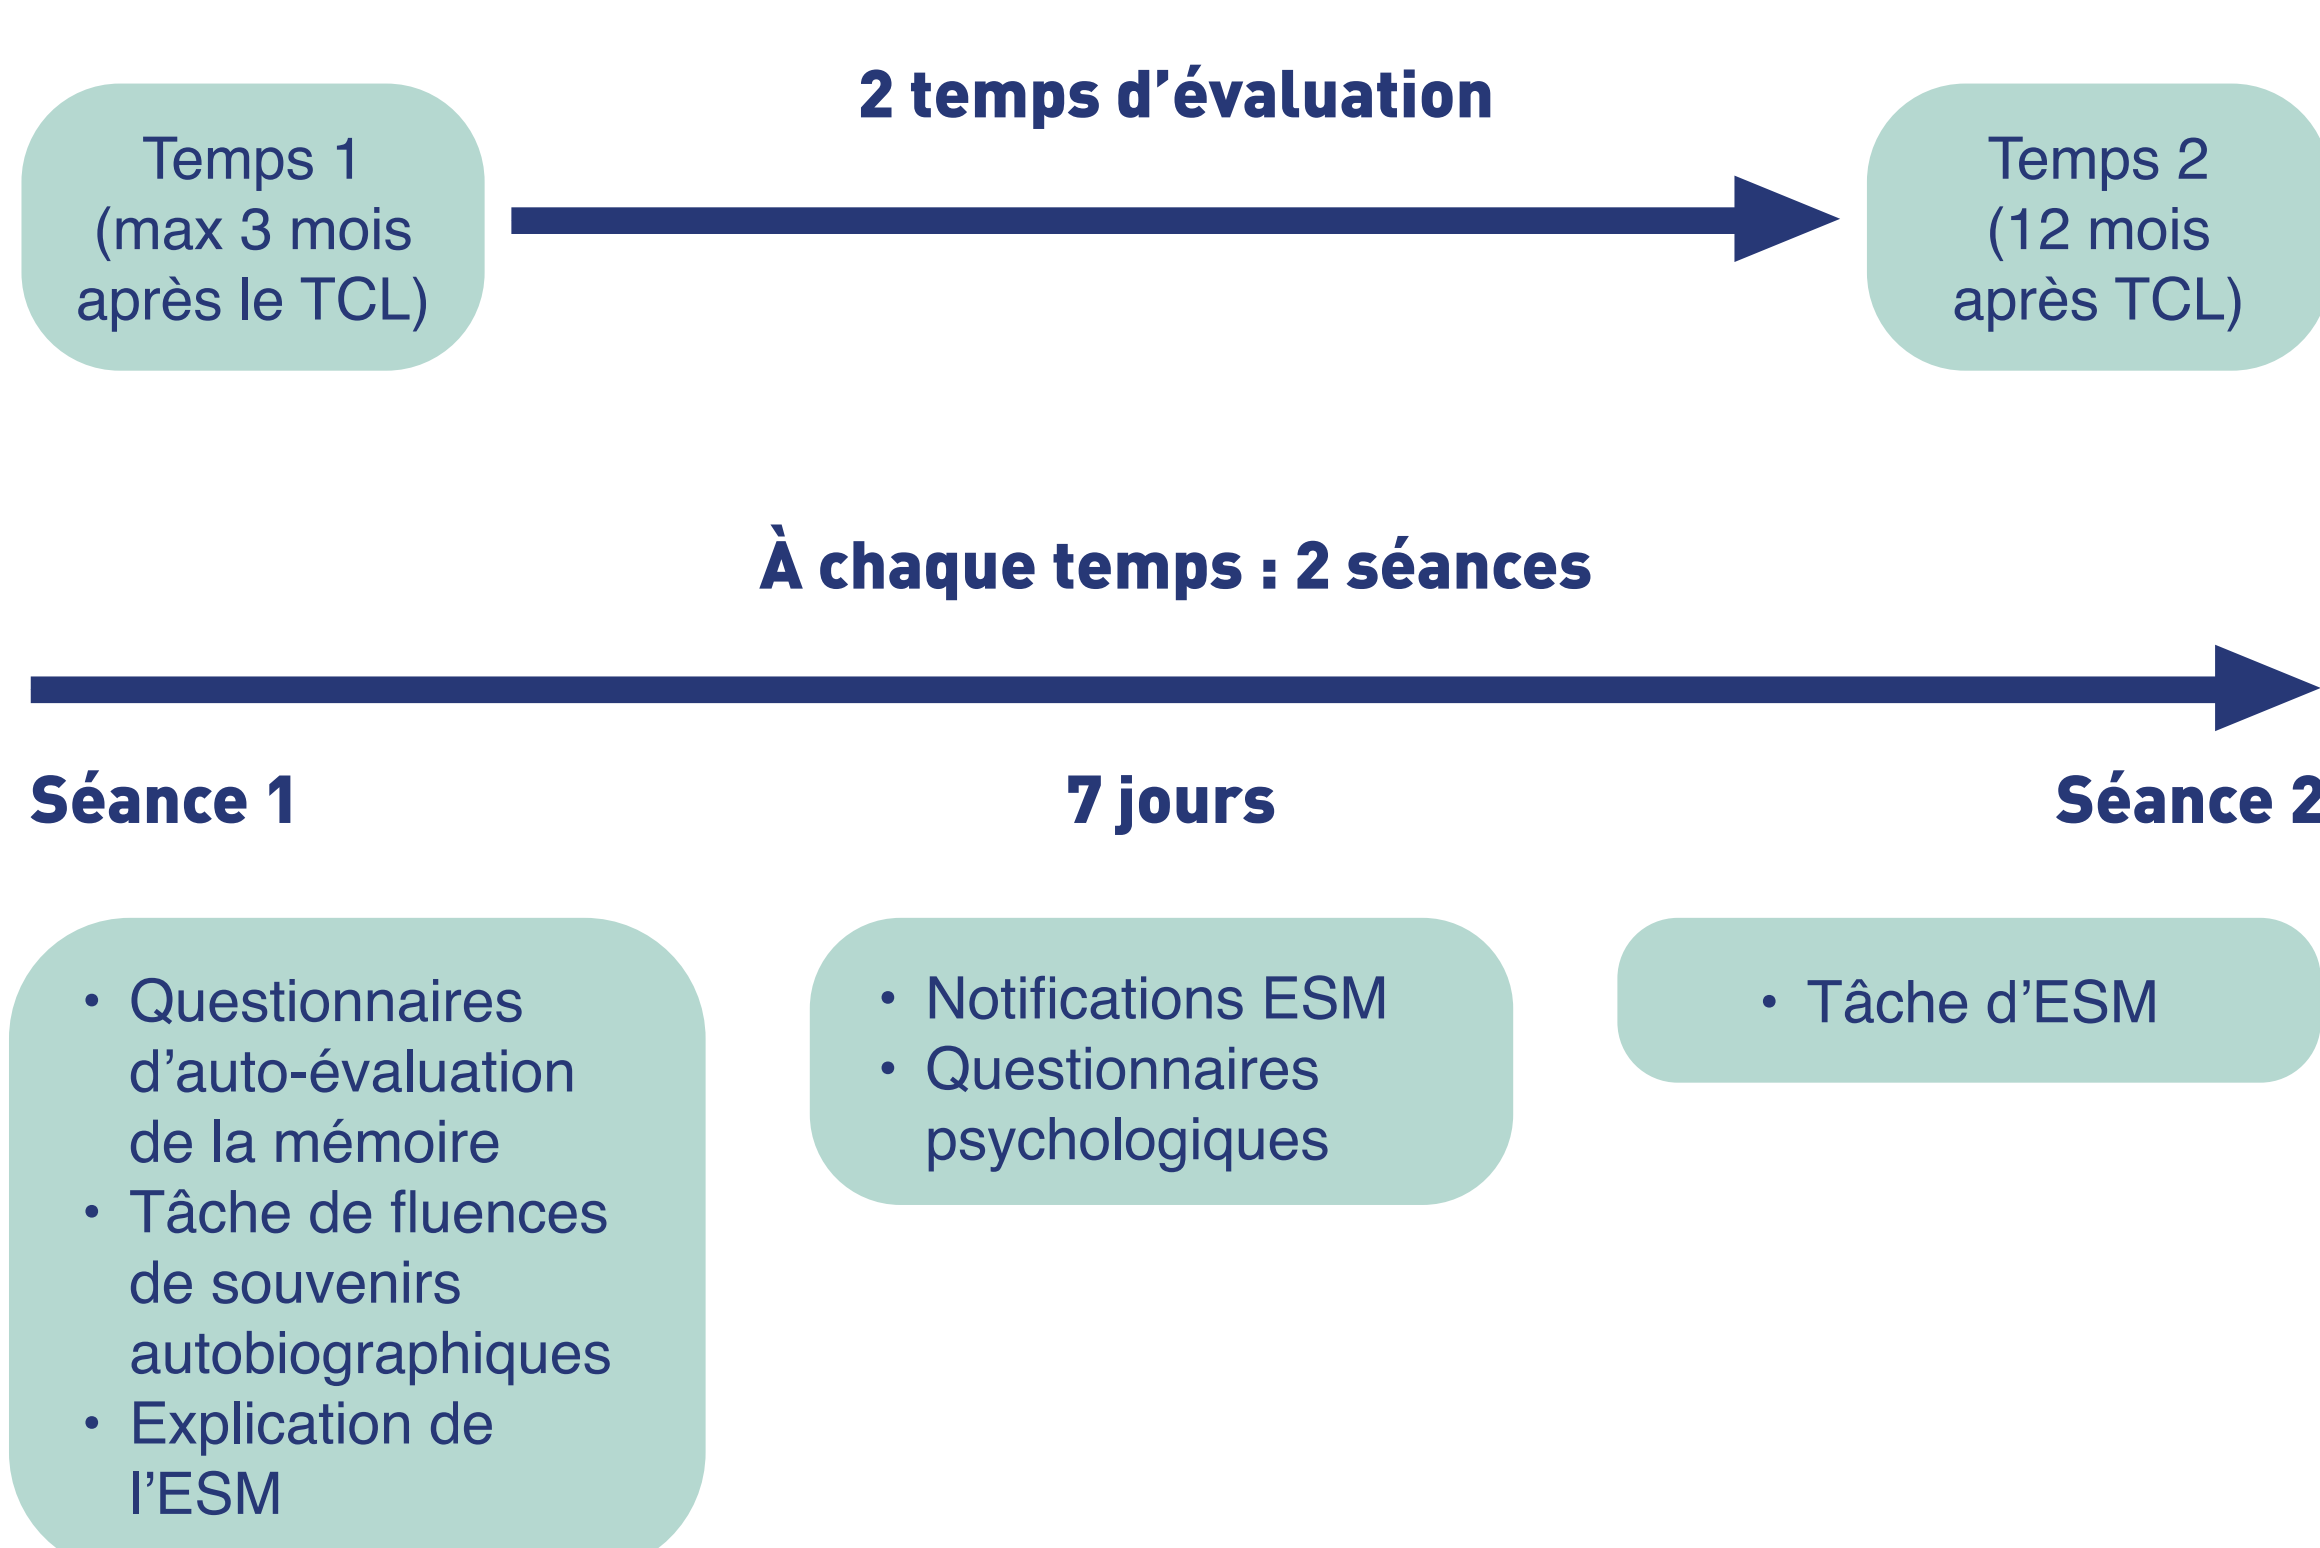 2 temps d’évaluation
Temps 1
(max 3 mois
après le TCL)
Temps 2
(12 mois
après TCL)
À chaque temps : 2 séances
Séance 1
7 jours
Séance 2
• Questionnaires
d’auto-évaluation
de la mémoire
• Tâche de fluences
de souvenirs
autobiographiques
• Explication de
l’ESM
• Notifications ESM
• Questionnaires
psychologiques
• Tâche d’ESM